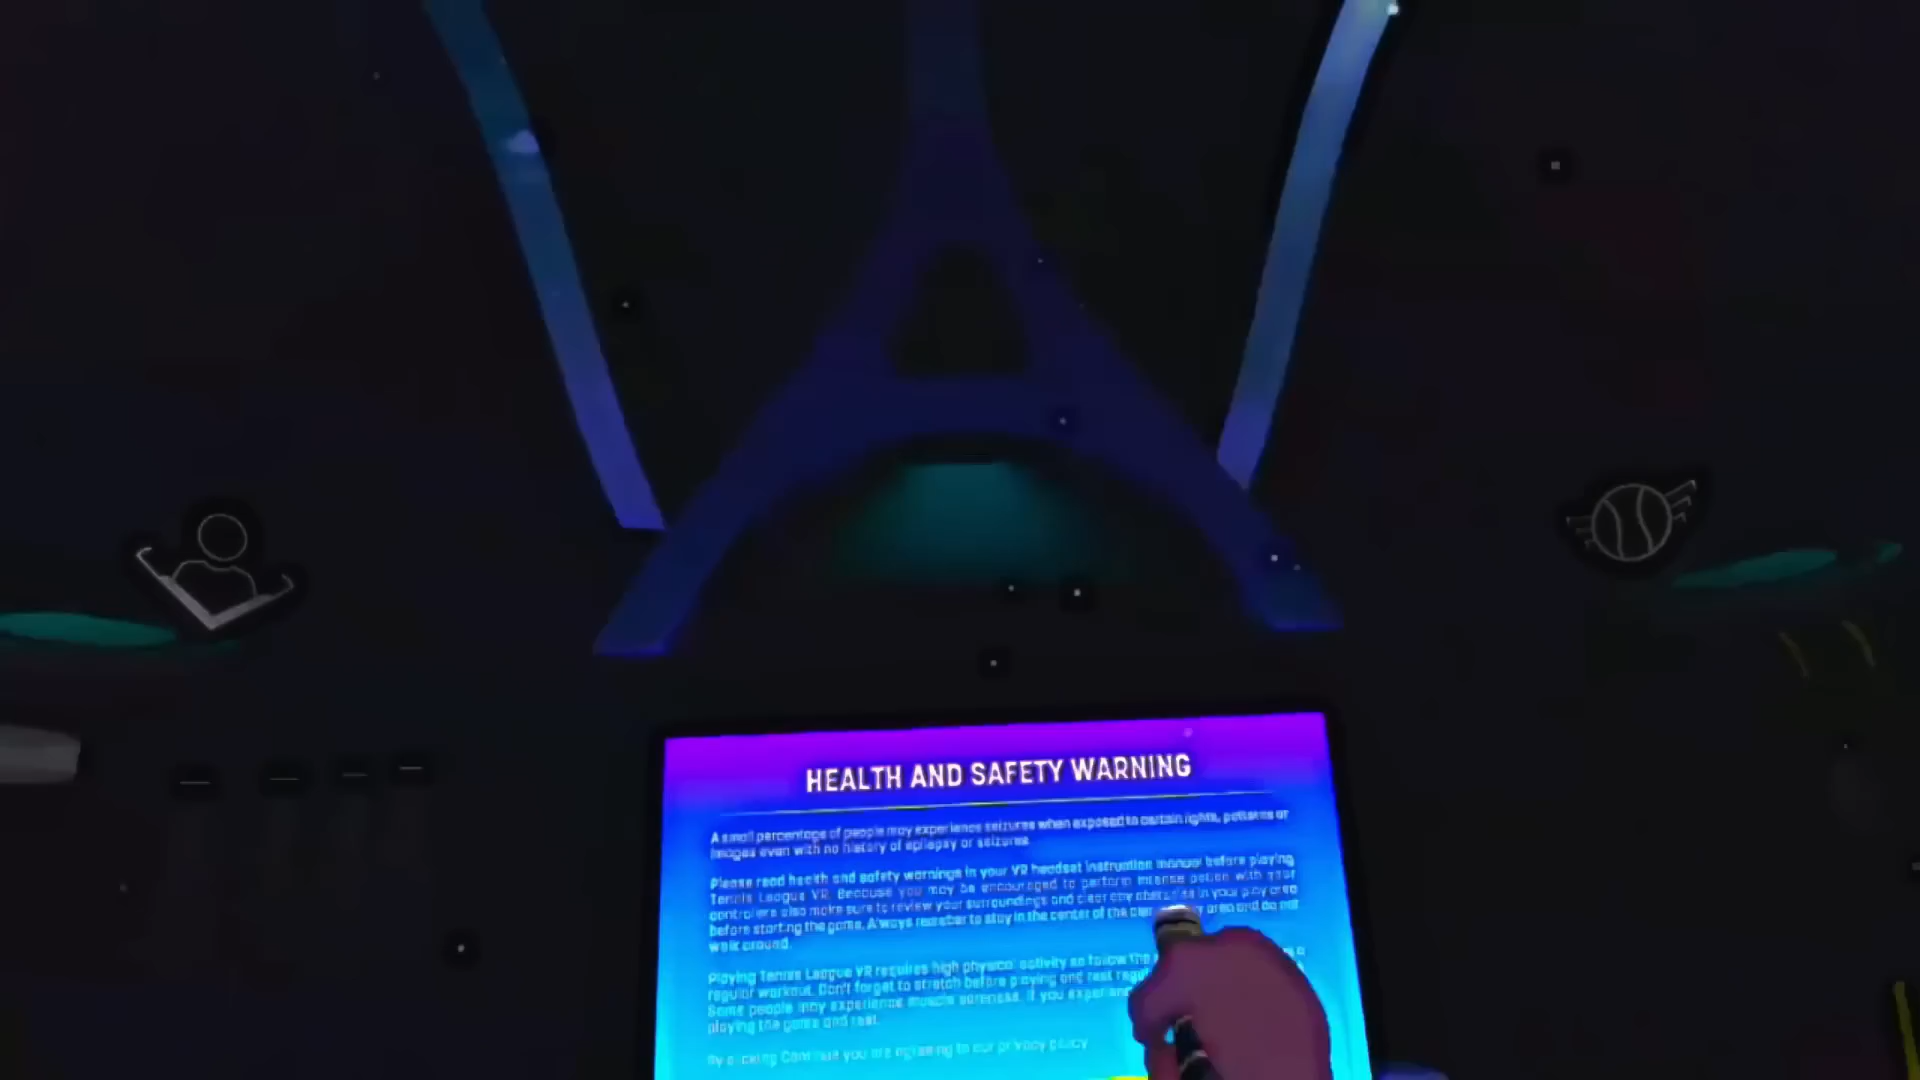 HEALTH AND SAFETY WARNING
A small percentage of people may experience seizures when exposed to certain lights, patterns or
images even with no history of epilepsy or seizures.
Please read health and safety warnings in your VR headset instruction manual before playing
Tennis League VR. Because you may be encouraged to perform intense action with your
controllers also make sure to review your surroundings and clear any obstacles in your play area
before starting the game. Always remember to stay in the center of the area and do not
walk around.
Playing Tennis League VR requires high physical activity so follow the a
regular workout. Don't forget to stretch before playing and rest
Some people may experience muscle soreness. If you
playing the game and rest.
By clicking Continue you are agreeing to our privacy policy